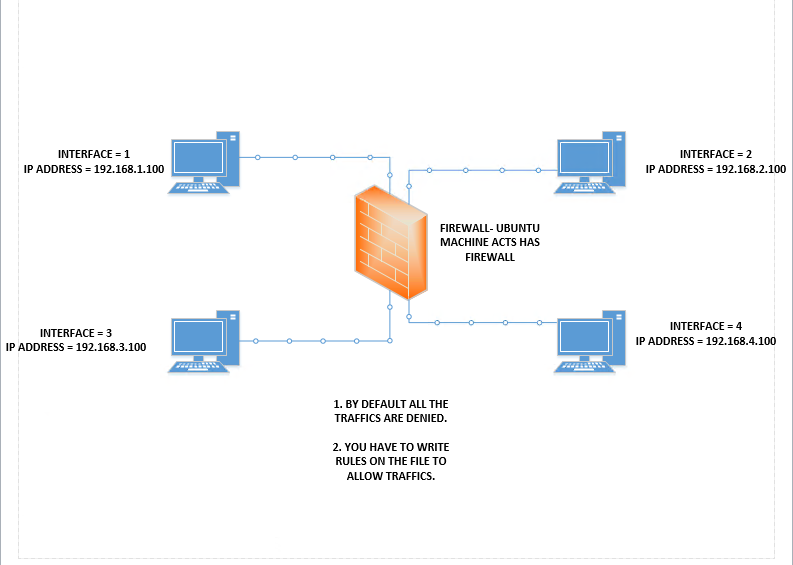 INTERFACE = 1
IP ADDRESS = 192.168.1.100
INTERFACE = 2
IP ADDRESS = 192.168.2.100
FIREWALL- UBUNTU
MACHINE ACTS HAS
FIREWALL
INTERFACE = 3
IP ADDRESS = 192.168.3.100
INTERFACE = 4
IP ADDRESS = 192.168.4.100
1. BY DEFAULT ALL THE
TRAFFICS ARE DENIED.
2. YOU HAVE TO WRITE
RULES ON THE FILE TO
ALLOW TRAFFICS.